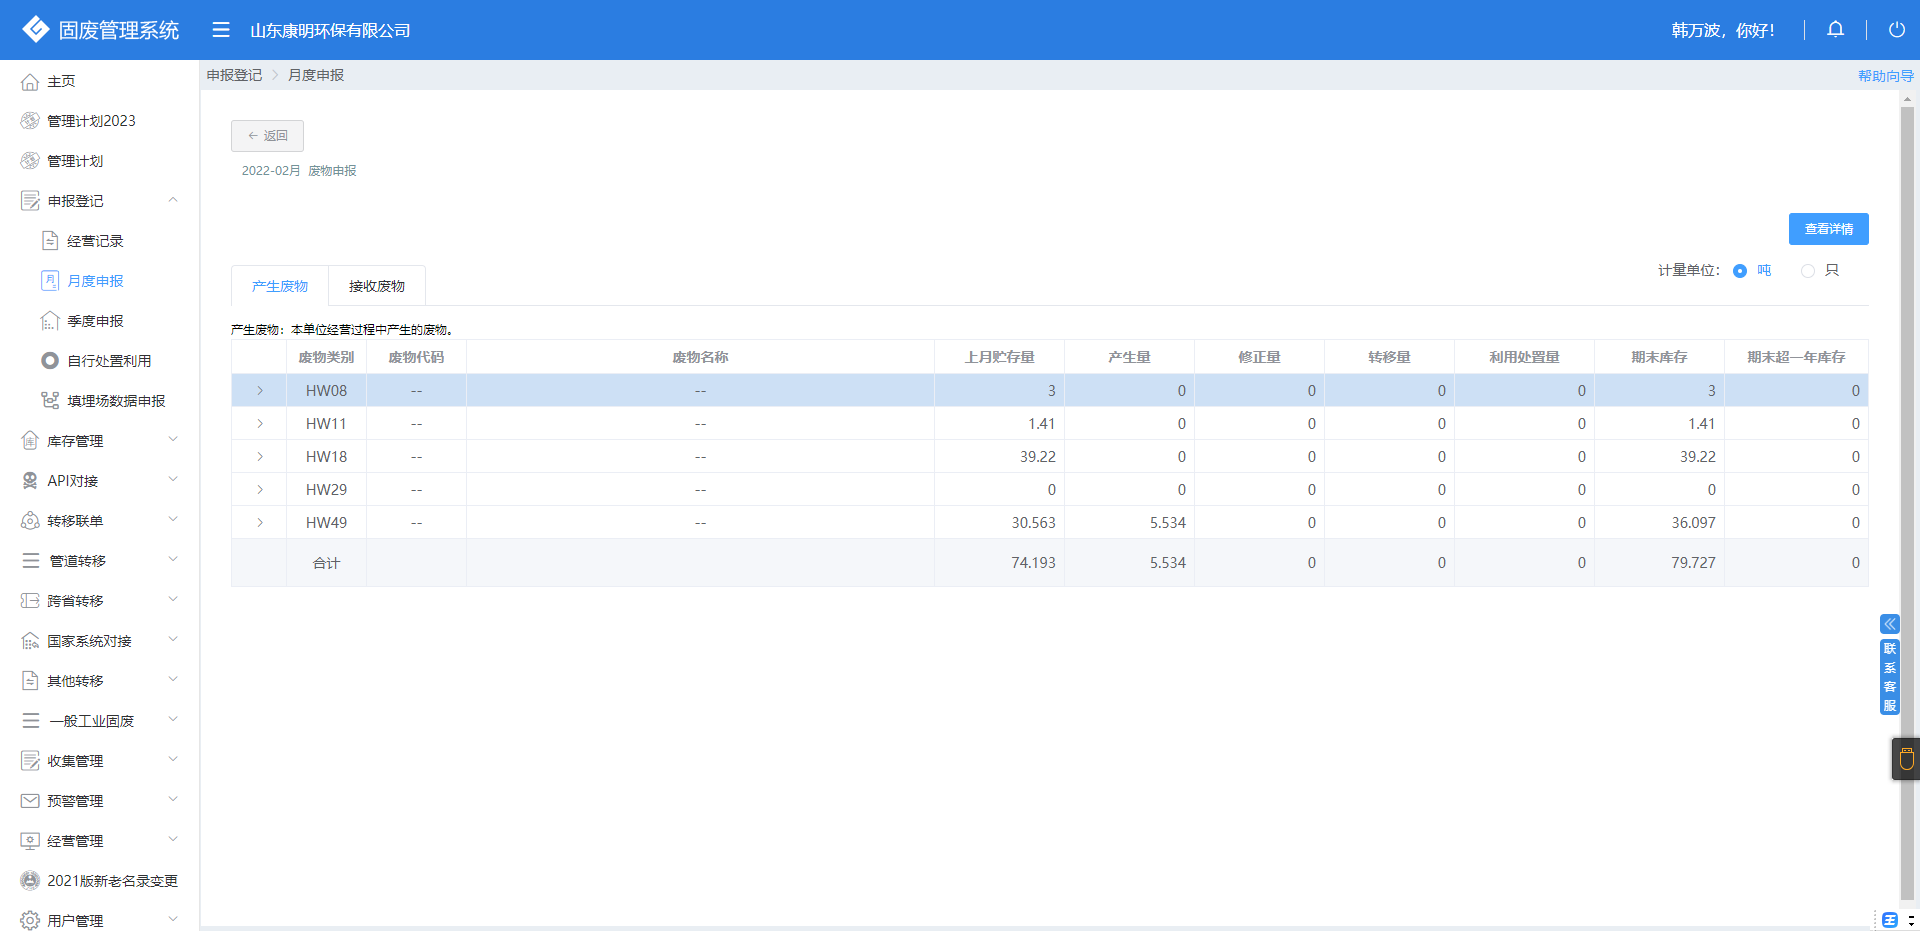 固废管理系统
山东康明环保有限公司
韩万波，你好！
主页
管理计划2023
管理计划
申报登记
经营记录
月度申报
季度申报
自行处置利用
填埋场数据申报
库存管理
API对接
转移联单
管道转移
跨省转移
国家系统对接
其他转移
一般工业固废
收集管理
预警管理
经营管理
2021版新老名录变更
用户管理
申报登记 > 月度申报
帮助向导
← 返回
2022-02月 废物申报
查看详情
计量单位： 吨 只
产生废物 接收废物
产生废物：本单位经营过程中产生的废物。
废物类别 废物代码 废物名称 上月贮存量 产生量 修正量 转移量 利用处置量 期末库存 期末超一年库存
HW08 -- -- 3 0 0 0 0 3 0
HW11 -- -- 1.41 0 0 0 0 1.41 0
HW18 -- -- 39.22 0 0 0 0 39.22 0
HW29 -- -- 0 0 0 0 0 0 0
HW49 -- -- 30.563 5.534 0 0 0 36.097 0
合计 74.193 5.534 0 0 0 79.727 0
联系客服